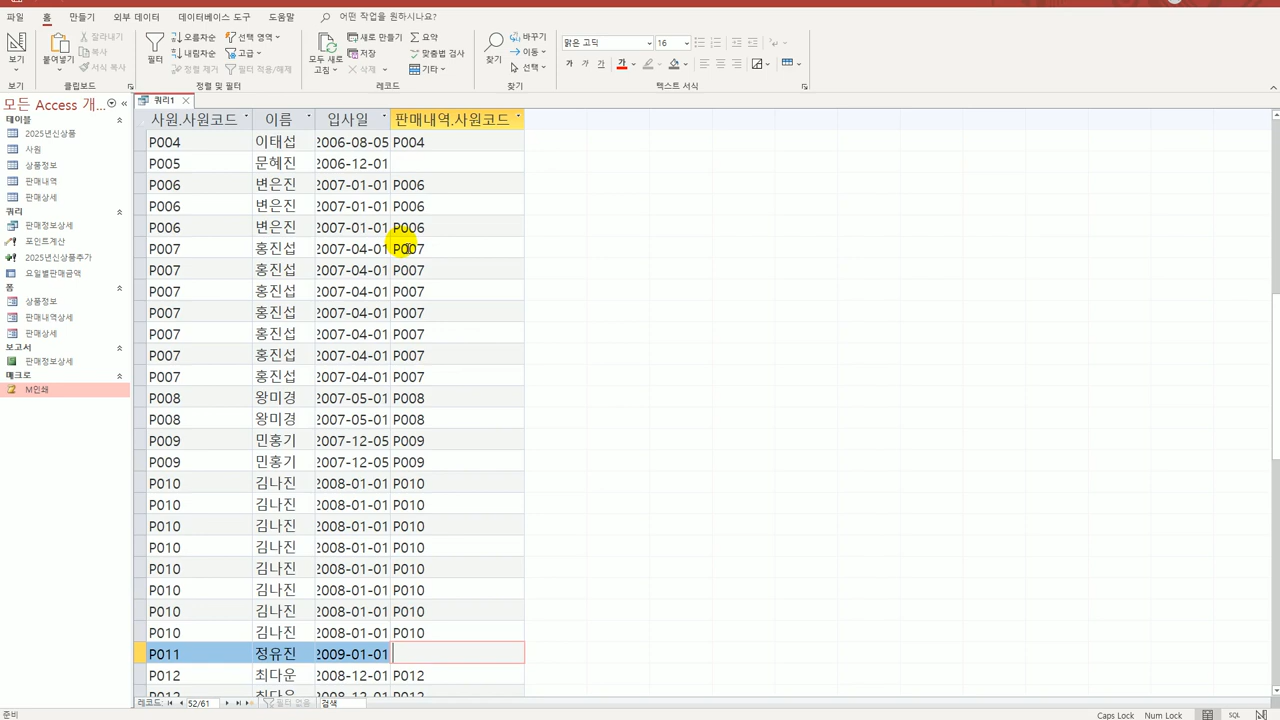 파일 홈 만들기 외부 데이터 데이터베이스 도구 도움말 어떤 작업을 원하시나요?
보기 붙여넣기 잘라내기 복사 서식 복사
필터 오름차순 내림차순 정렬 제거 선택 영역 고급 필터 적용/해제
모두 새로 고침 새로 만들기 저장 삭제 요약 맞춤법 검사 기타
찾기 바꾸기 이동 선택
맑은 고딕 16
가 가 가 가
보기 클립보드 정렬 및 필터 레코드 찾기 텍스트 서식
모든 Access 개...
테이블
2025년신상품
사원
상품정보
판매내역
판매상세
쿼리
판매정보상세
포인트계산
2025년신상품추가
요일별판매금액
폼
상품정보
판매내역상세
판매상세
보고서
판매정보상세
매크로
M인쇄
쿼리1
사원.사원코드 이름 입사일 판매내역.사원코드
P004 이태섭 2006-08-05 P004
P005 문혜진 2006-12-01
P006 변은진 2007-01-01 P006
P006 변은진 2007-01-01 P006
P006 변은진 2007-01-01 P006
P007 홍진섭 2007-04-01 P007
P007 홍진섭 2007-04-01 P007
P007 홍진섭 2007-04-01 P007
P007 홍진섭 2007-04-01 P007
P007 홍진섭 2007-04-01 P007
P007 홍진섭 2007-04-01 P007
P007 홍진섭 2007-04-01 P007
P008 왕미경 2007-05-01 P008
P008 왕미경 2007-05-01 P008
P009 민홍기 2007-12-05 P009
P009 민홍기 2007-12-05 P009
P010 김나진 2008-01-01 P010
P010 김나진 2008-01-01 P010
P010 김나진 2008-01-01 P010
P010 김나진 2008-01-01 P010
P010 김나진 2008-01-01 P010
P010 김나진 2008-01-01 P010
P010 김나진 2008-01-01 P010
P010 김나진 2008-01-01 P010
P011 정유진 2009-01-01
P012 최다운 2008-12-01 P012
P012 최다운 2008-12-01 P012
레코드: 52/61 필터 없음 검색
준비 Caps Lock Num Lock SQL